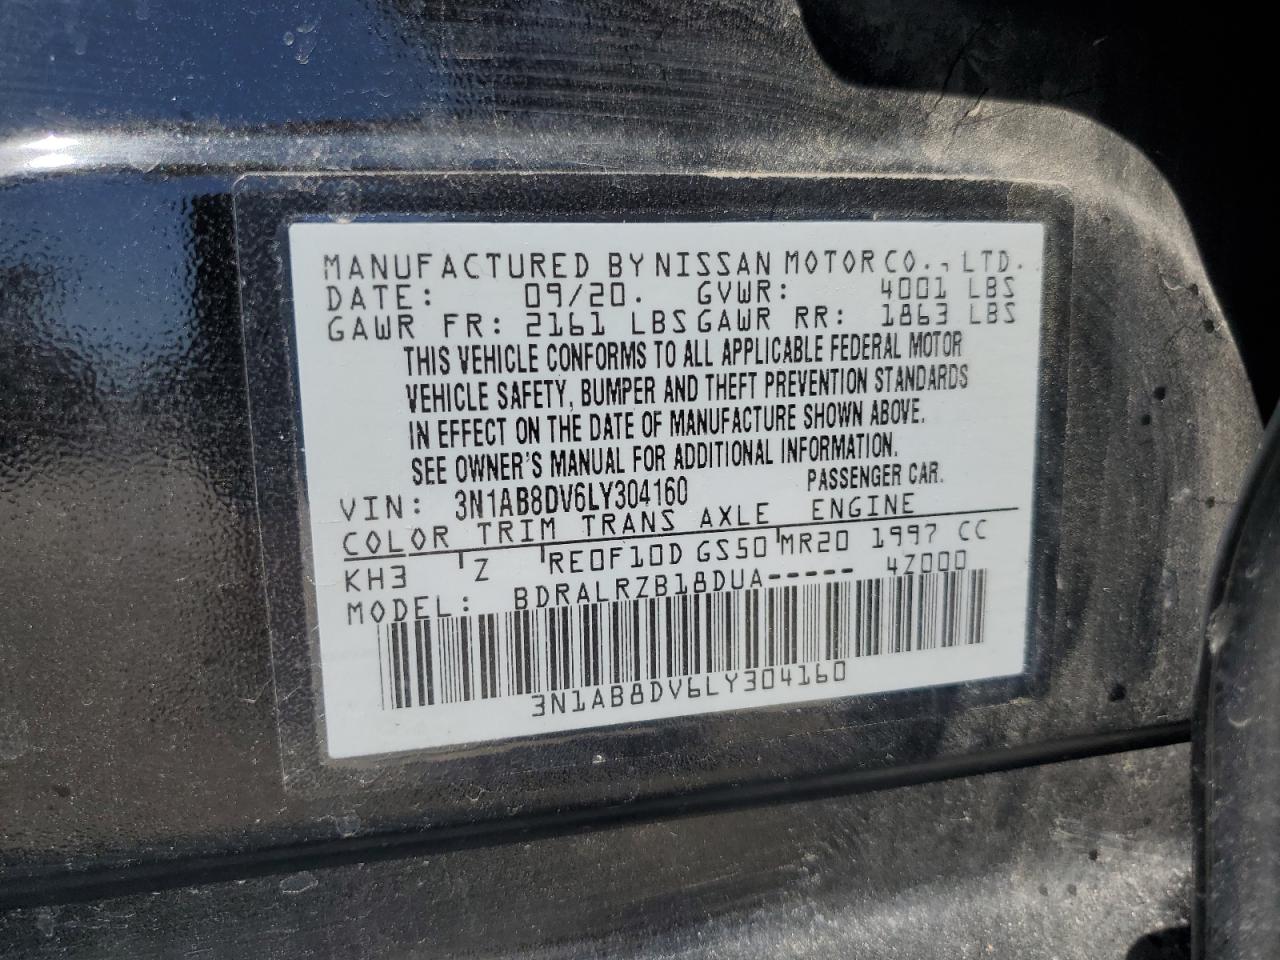 MANUFACTURED BY NISSAN MOTOR CO., LTD.
DATE: 09/20. GVWR: 4001 LBS
GAWR FR: 2161 LBS GAWR RR: 1863 LBS
THIS VEHICLE CONFORMS TO ALL APPLICABLE FEDERAL MOTOR
VEHICLE SAFETY, BUMPER AND THEFT PREVENTION STANDARDS
IN EFFECT ON THE DATE OF MANUFACTURE SHOWN ABOVE.
SEE OWNER'S MANUAL FOR ADDITIONAL INFORMATION.
VIN: 3N1AB8DV6LY304160 PASSENGER CAR.
COLOR TRIM TRANS AXLE ENGINE
KH3 Z RE0F10D GS50 MR20 1997 CC
MODEL: BDRALRZB18DUA----- 4Z000
3N1AB8DV6LY304160